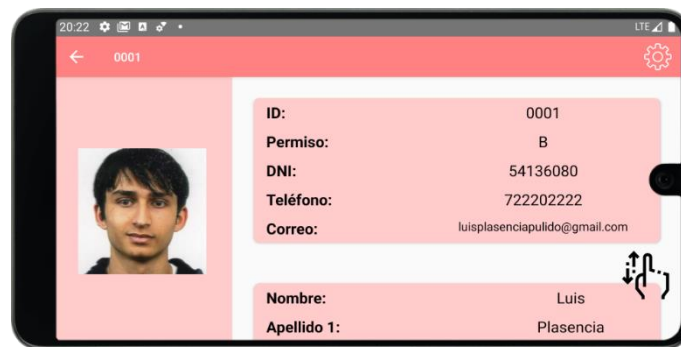 20:22 LTE
0001
ID: 0001
Permiso: B
DNI: 54136080
Teléfono: 722202222
Correo: luisplasenciapulido@gmail.com
Nombre: Luis
Apellido 1: Plasencia